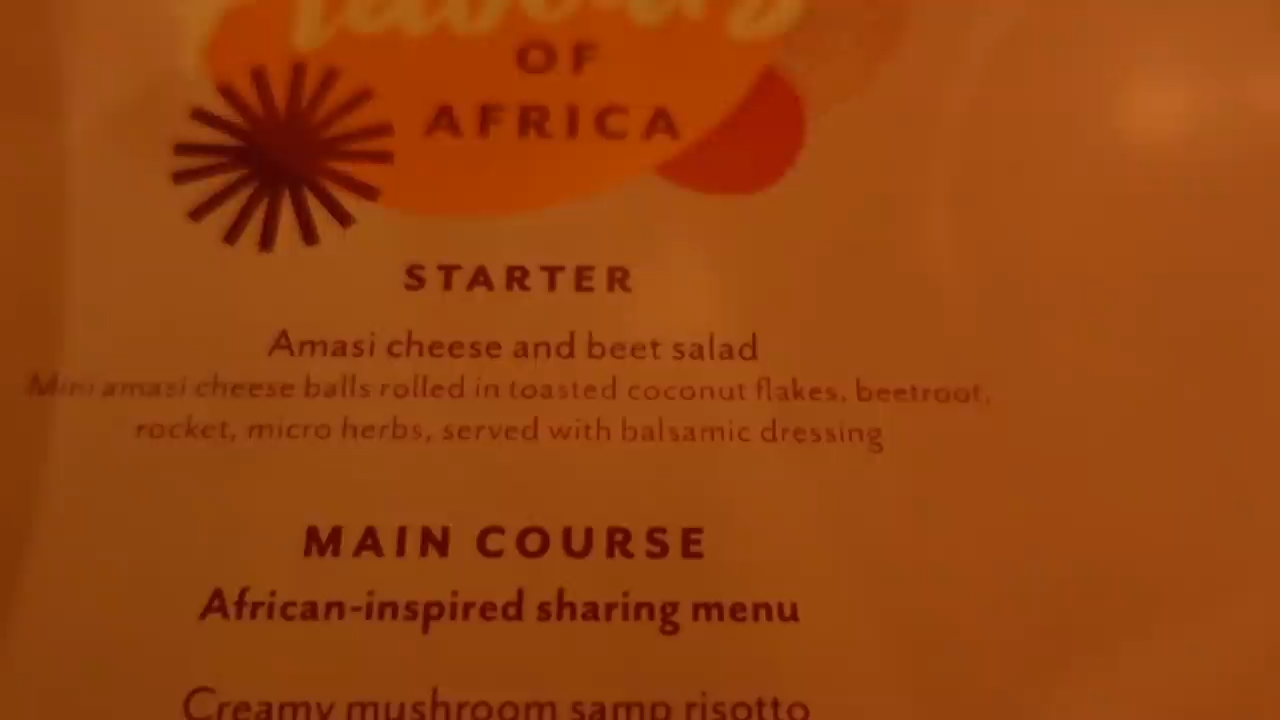 Flavours
OF
AFRICA
STARTER
Amasi cheese and beet salad
Mini amasi cheese balls rolled in toasted coconut flakes, beetroot,
rocket, micro herbs, served with balsamic dressing
MAIN COURSE
African-inspired sharing menu
Creamy mushroom samp risotto